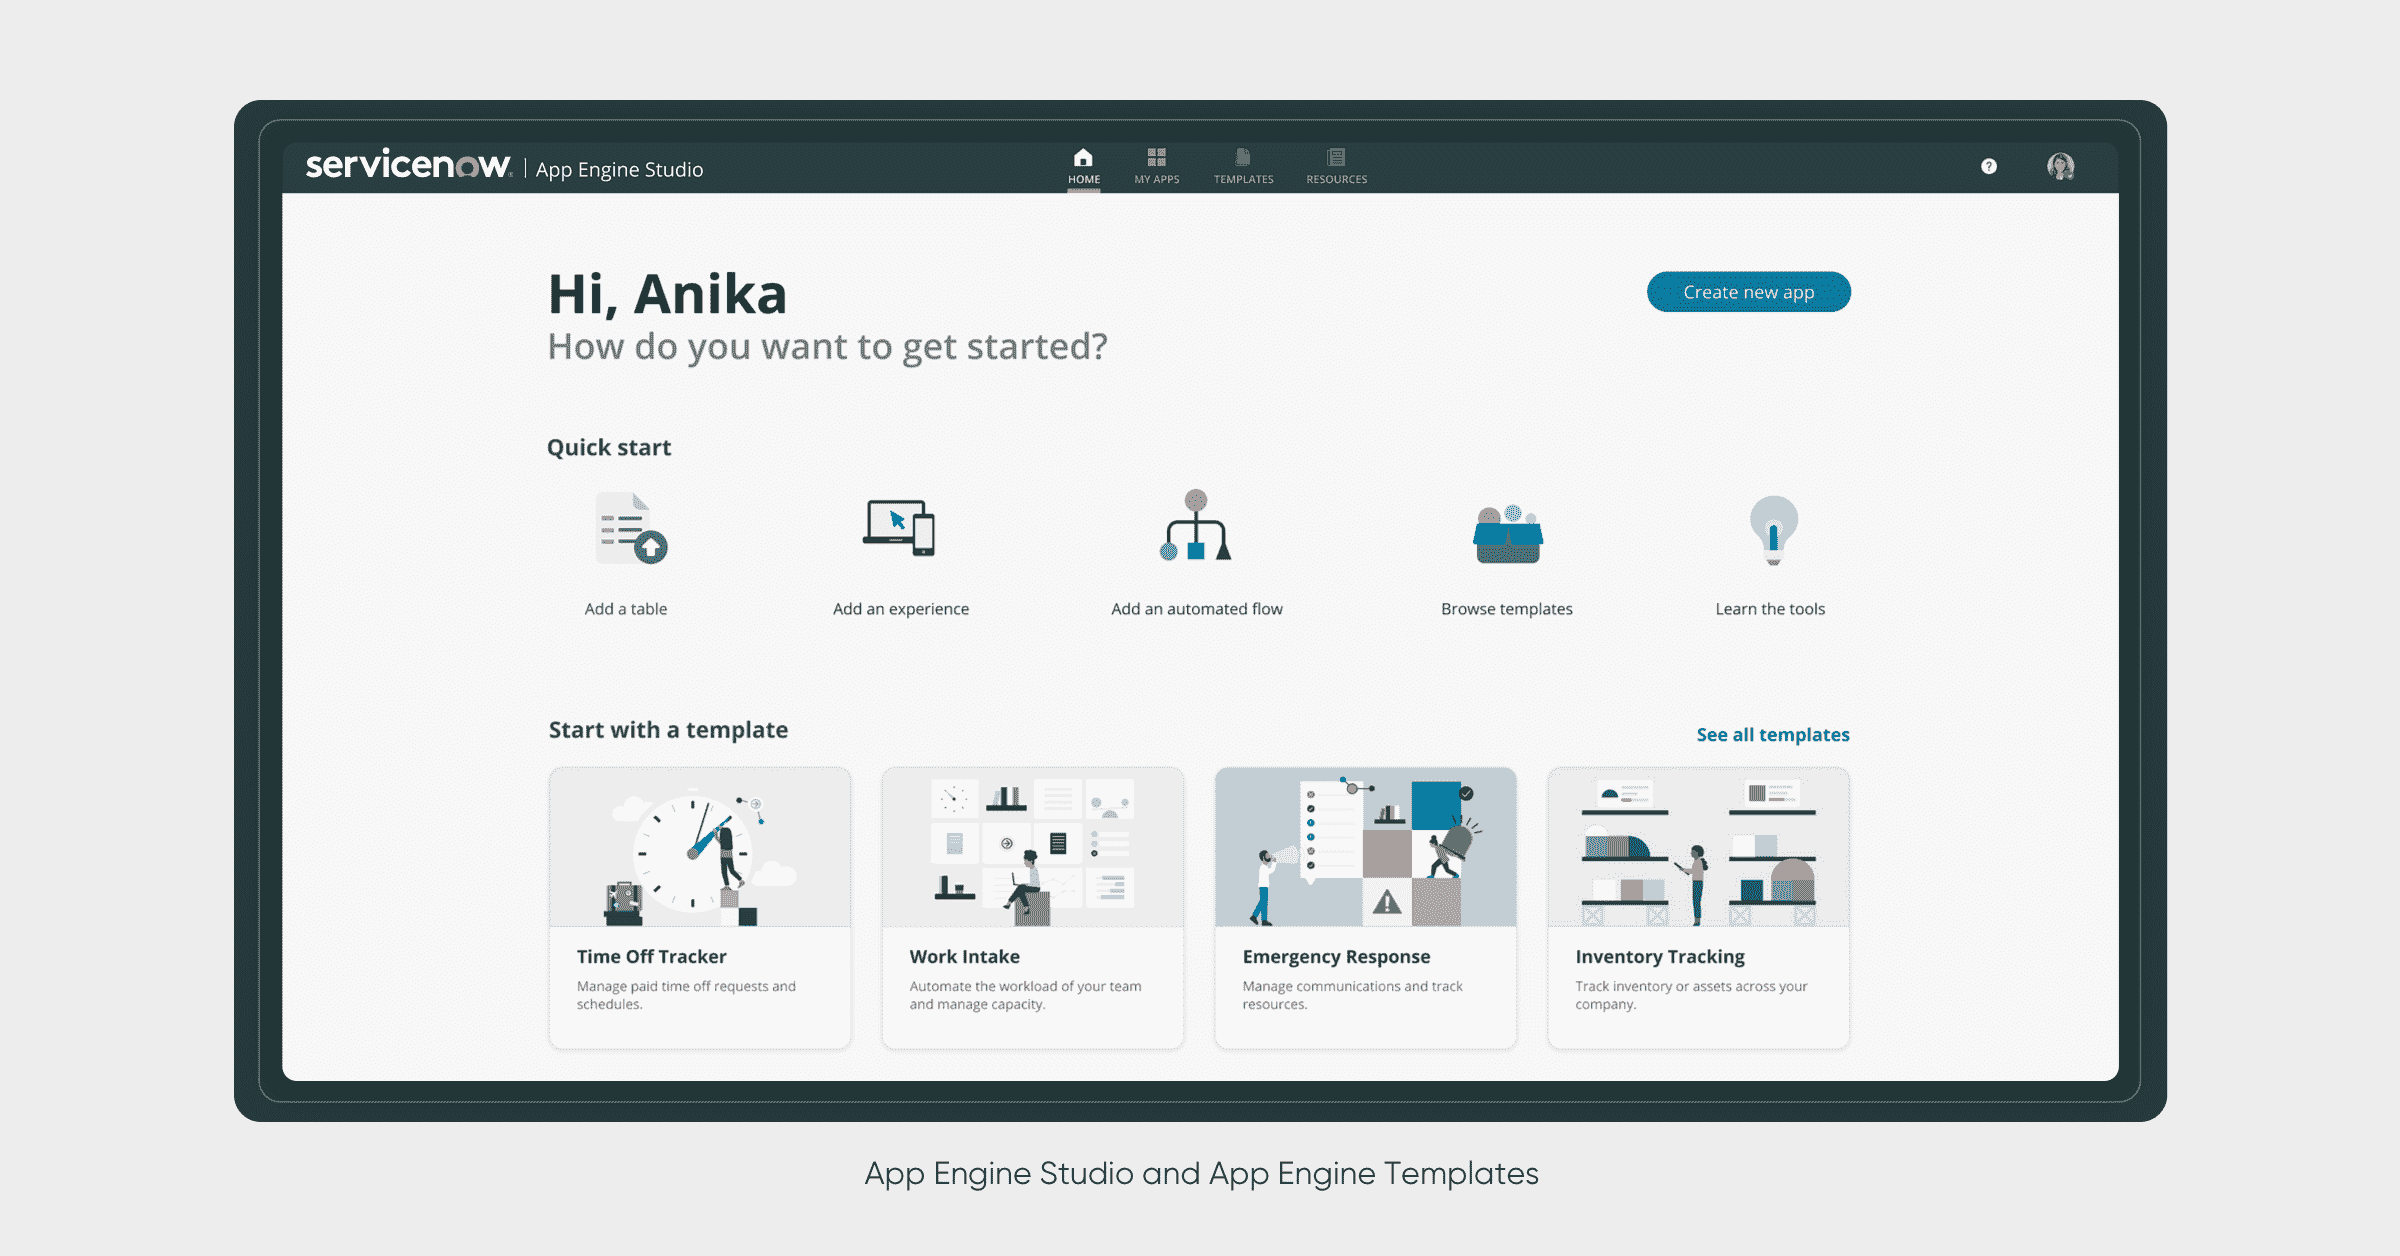 servicenow | App Engine Studio
HOME
MY APPS
TEMPLATES
RESOURCES
?
Hi, Anika
Create new app
How do you want to get started?
Quick start
Add a table
Add an experience
Add an automated flow
Browse templates
Learn the tools
Start with a template
See all templates
Time Off Tracker
Manage paid time off requests and
schedules.
Work Intake
Automate the workload of your team
and manage capacity.
Emergency Response
Manage communications and track
resources.
Inventory Tracking
Track inventory or assets across your
company.
App Engine Studio and App Engine Templates